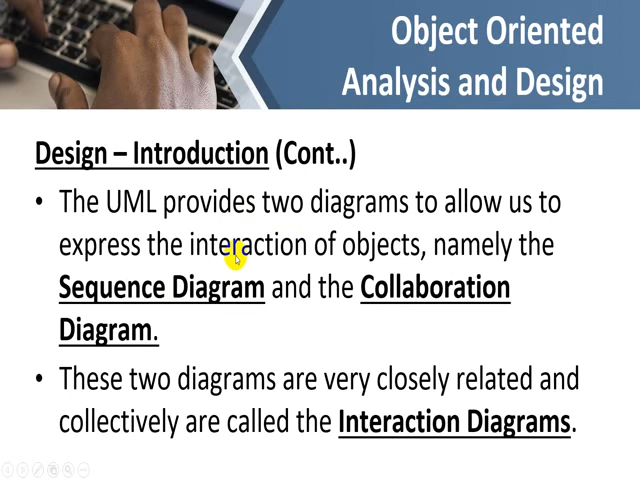 Object Oriented
Analysis and Design
Design – Introduction (Cont..)
• The UML provides two diagrams to allow us to
express the interaction of objects, namely the
Sequence Diagram and the Collaboration
Diagram.
• These two diagrams are very closely related and
collectively are called the Interaction Diagrams.